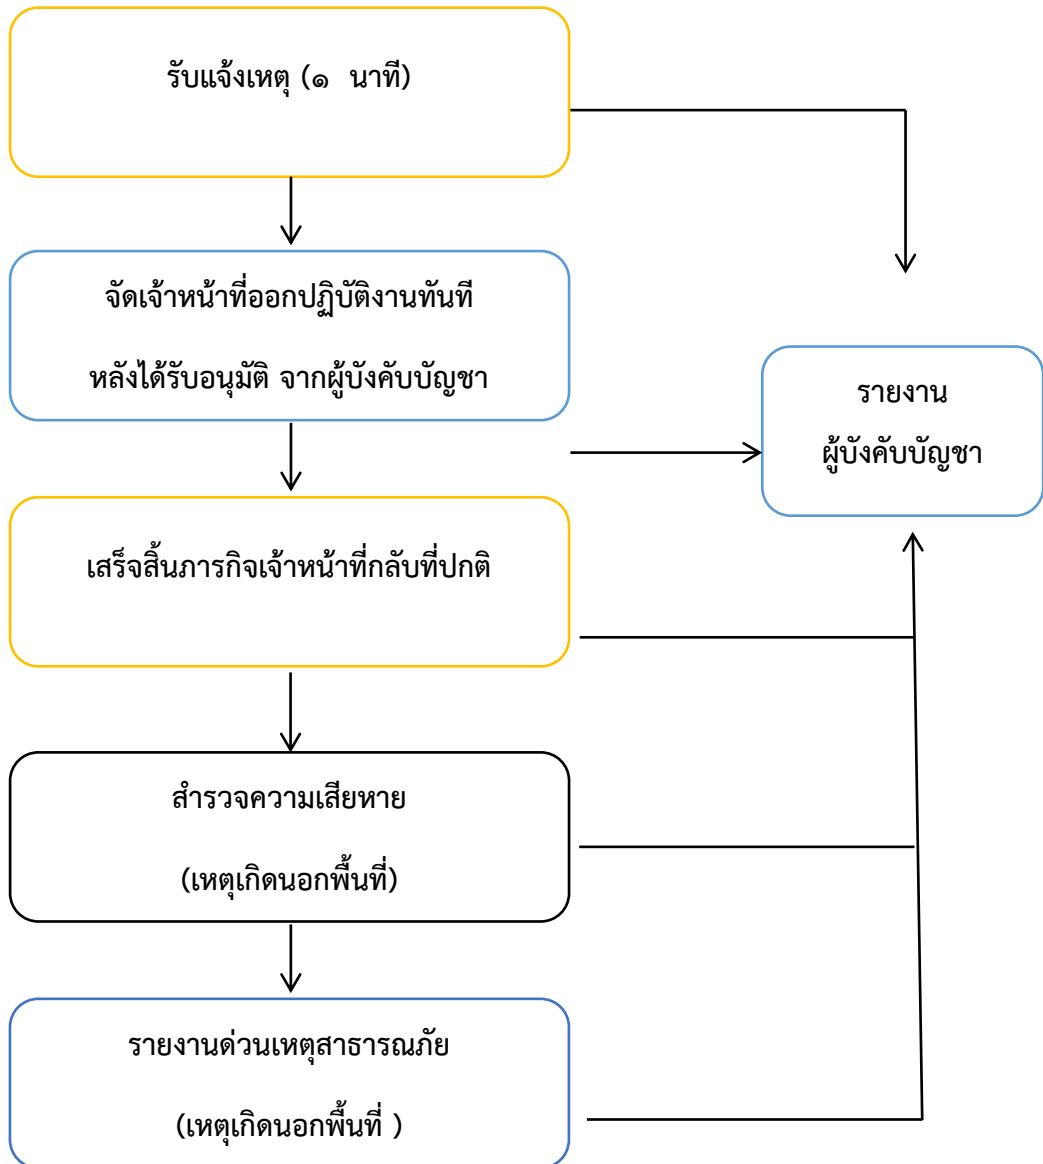 รับแจ้งเหตุ (๑ นาที)
จัดเจ้าหน้าที่ออกปฏิบัติงานทันที
หลังได้รับอนุมัติ จากผู้บังคับบัญชา
รายงาน
ผู้บังคับบัญชา
เสร็จสิ้นภารกิจเจ้าหน้าที่กลับที่ปกติ
สำรวจความเสียหาย
(เหตุเกิดนอกพื้นที่)
รายงานด่วนเหตุสาธารณภัย
(เหตุเกิดนอกพื้นที่ )